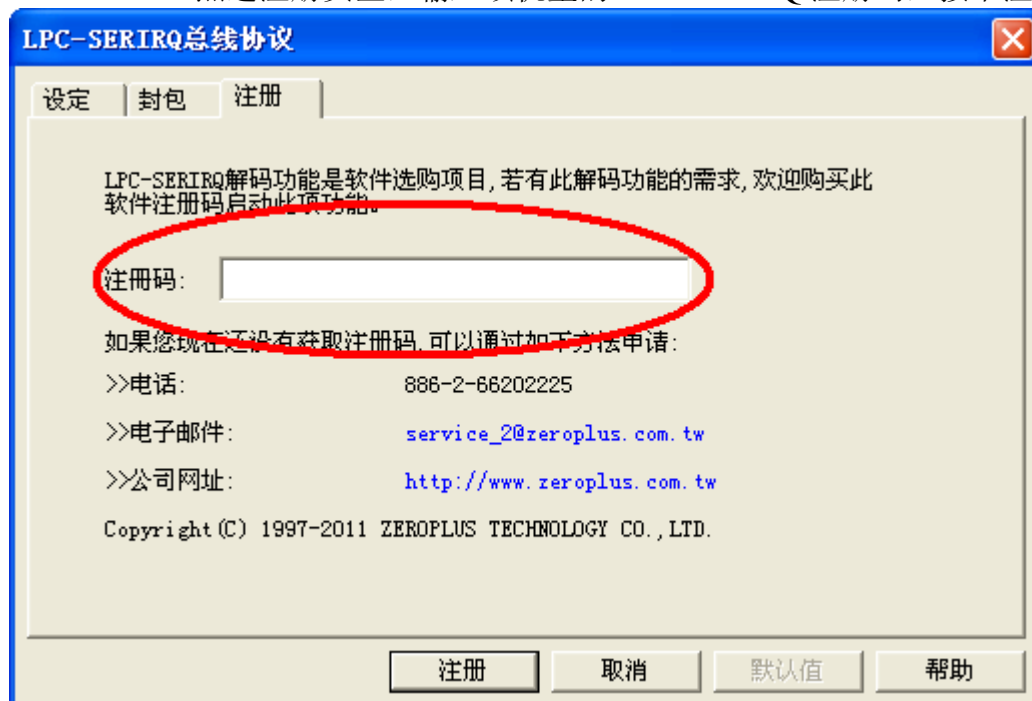 LPC-SERIRQ总线协议
设定 封包 注册
LPC-SERIRQ解码功能是软件选购项目,若有此解码功能的需求,欢迎购买此
软件注册码启动此项功能。
注册码:
如果您现在还没有获取注册码,可以通过如下方法申请:
>>电话: 886-2-66202225
>>电子邮件: service_2@zeroplus.com.tw
>>公司网址: http://www.zeroplus.com.tw
Copyright(C) 1997-2011 ZEROPLUS TECHNOLOGY CO.,LTD.
注册 取消 默认值 帮助